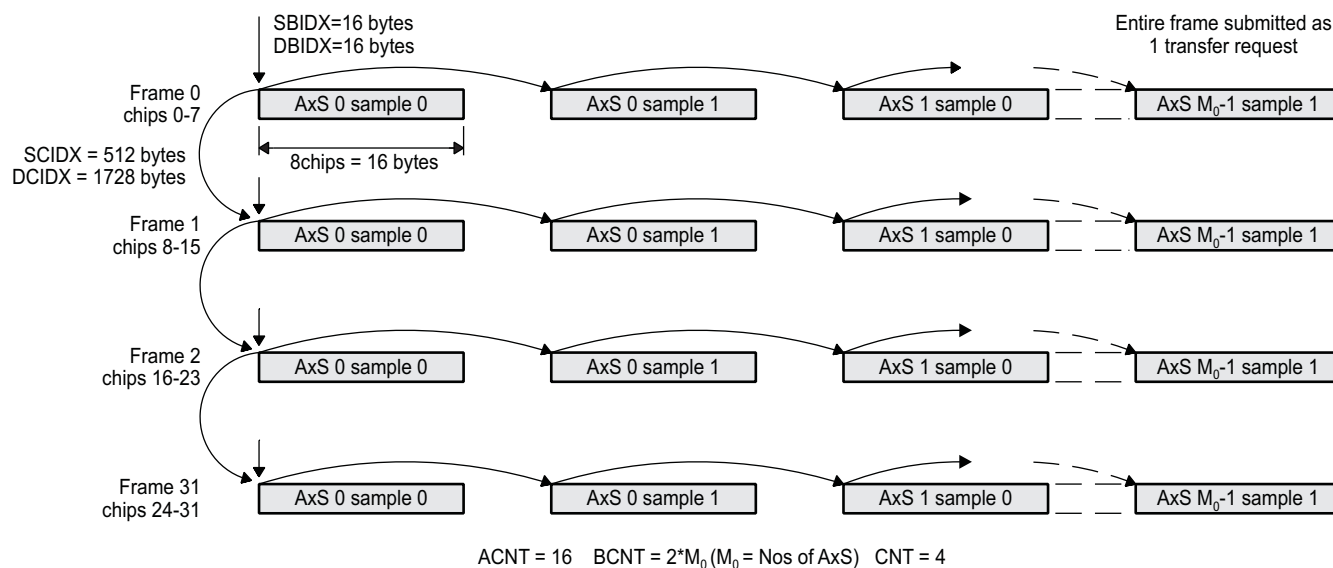 SBIDX=16 bytes
DBIDX=16 bytes
Entire frame submitted as
1 transfer request
Frame 0
chips 0-7
AxS 0 sample 0
AxS 0 sample 1
AxS 1 sample 0
AxS M₀-1 sample 1
8chips = 16 bytes
SCIDX = 512 bytes
DCIDX = 1728 bytes
Frame 1
chips 8-15
AxS 0 sample 0
AxS 0 sample 1
AxS 1 sample 0
AxS M₀-1 sample 1
Frame 2
chips 16-23
AxS 0 sample 0
AxS 0 sample 1
AxS 1 sample 0
AxS M₀-1 sample 1
Frame 31
chips 24-31
AxS 0 sample 0
AxS 0 sample 1
AxS 1 sample 0
AxS M₀-1 sample 1
ACNT = 16 BCNT = 2*M₀ (M₀ = Nos of AxS) CNT = 4